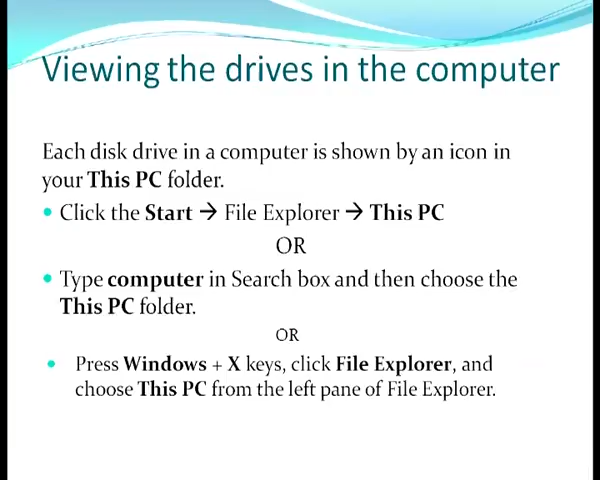 Viewing the drives in the computer
Each disk drive in a computer is shown by an icon in
your This PC folder.
• Click the Start → File Explorer → This PC
OR
• Type computer in Search box and then choose the
This PC folder.
OR
• Press Windows + X keys, click File Explorer, and
choose This PC from the left pane of File Explorer.